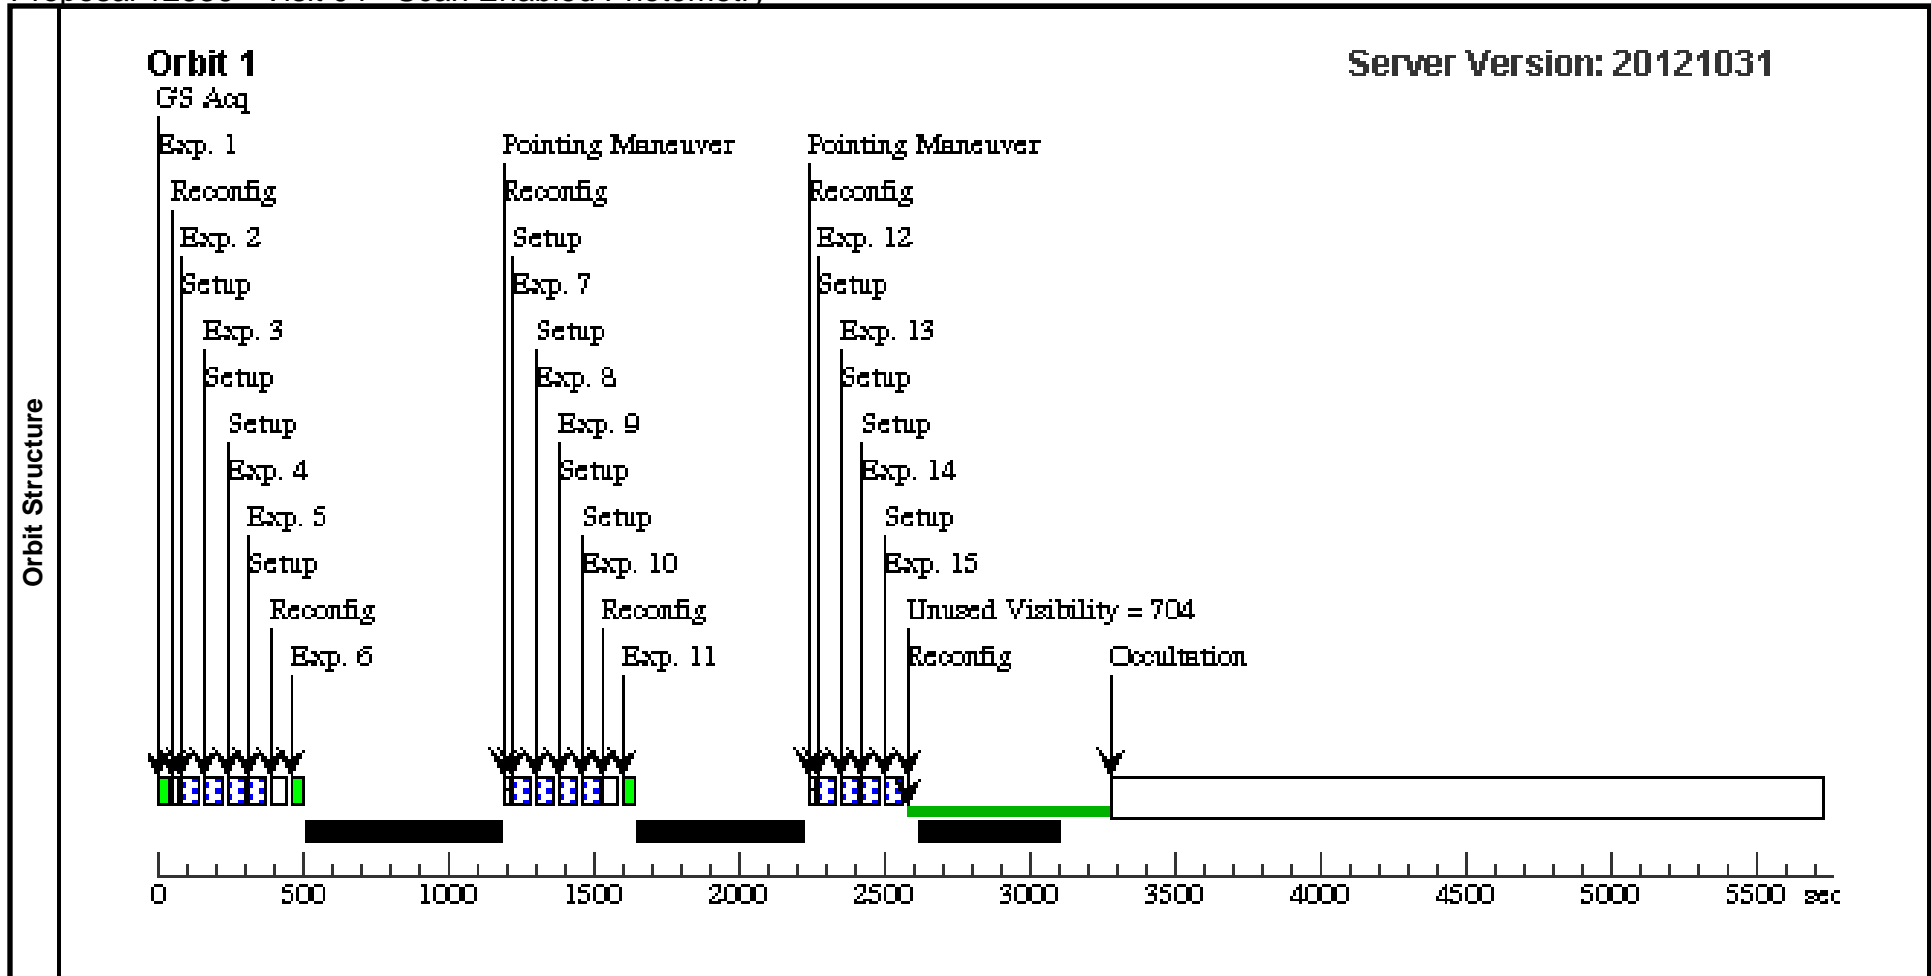 Orbit Structure
Orbit 1
Server Version: 20121031
GS Acq
Exp. 1
Pointing Maneuver
Pointing Maneuver
Reconfig
Reconfig
Reconfig
Exp. 2
Setup
Exp. 12
Setup
Exp. 7
Setup
Exp. 3
Setup
Exp. 13
Setup
Exp. 8
Setup
Setup
Exp. 9
Setup
Exp. 4
Setup
Exp. 14
Exp. 5
Setup
Setup
Setup
Exp. 10
Exp. 15
Reconfig
Reconfig
Unused Visibility = 704
Exp. 6
Exp. 11
Reconfig
Occultation
0 500 1000 1500 2000 2500 3000 3500 4000 4500 5000 5500 sec